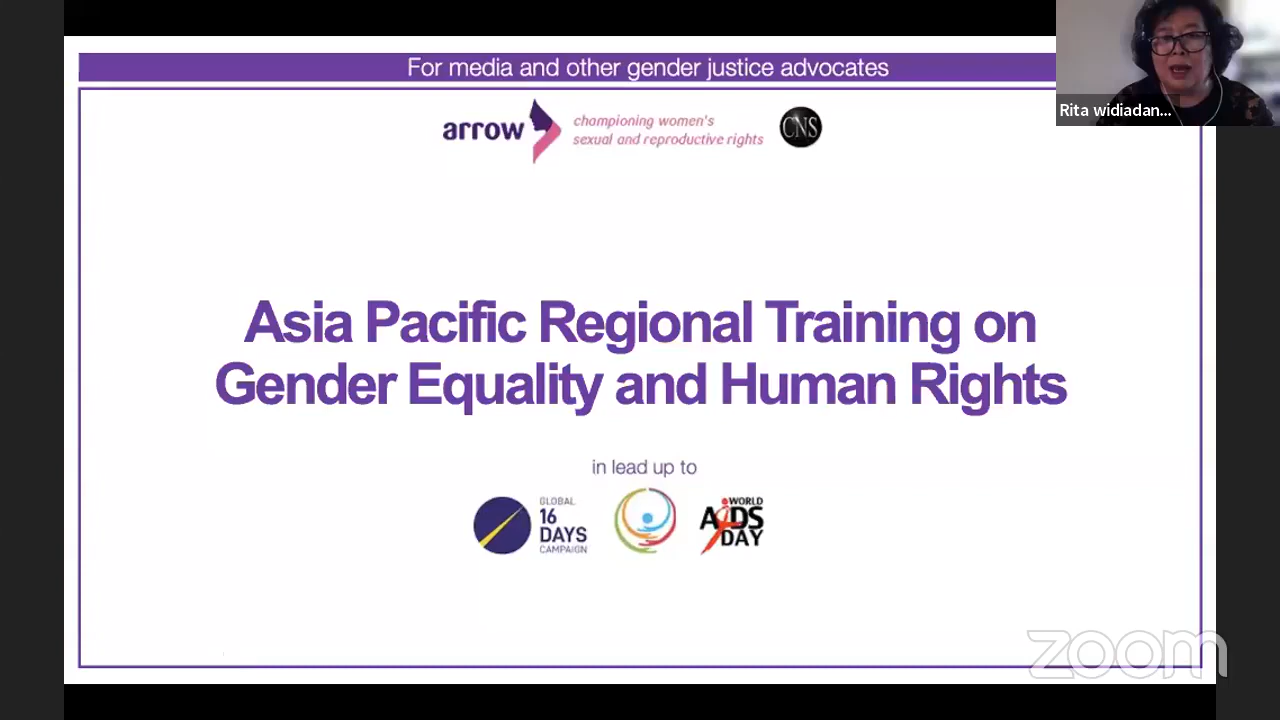 For media and other gender justice advocates
arrow
championing women's
sexual and reproductive rights
CNS
Rita widiadan...
Asia Pacific Regional Training on
Gender Equality and Human Rights
in lead up to
GLOBAL
16
DAYS
CAMPAIGN
WORLD
AIDS
DAY
zoom